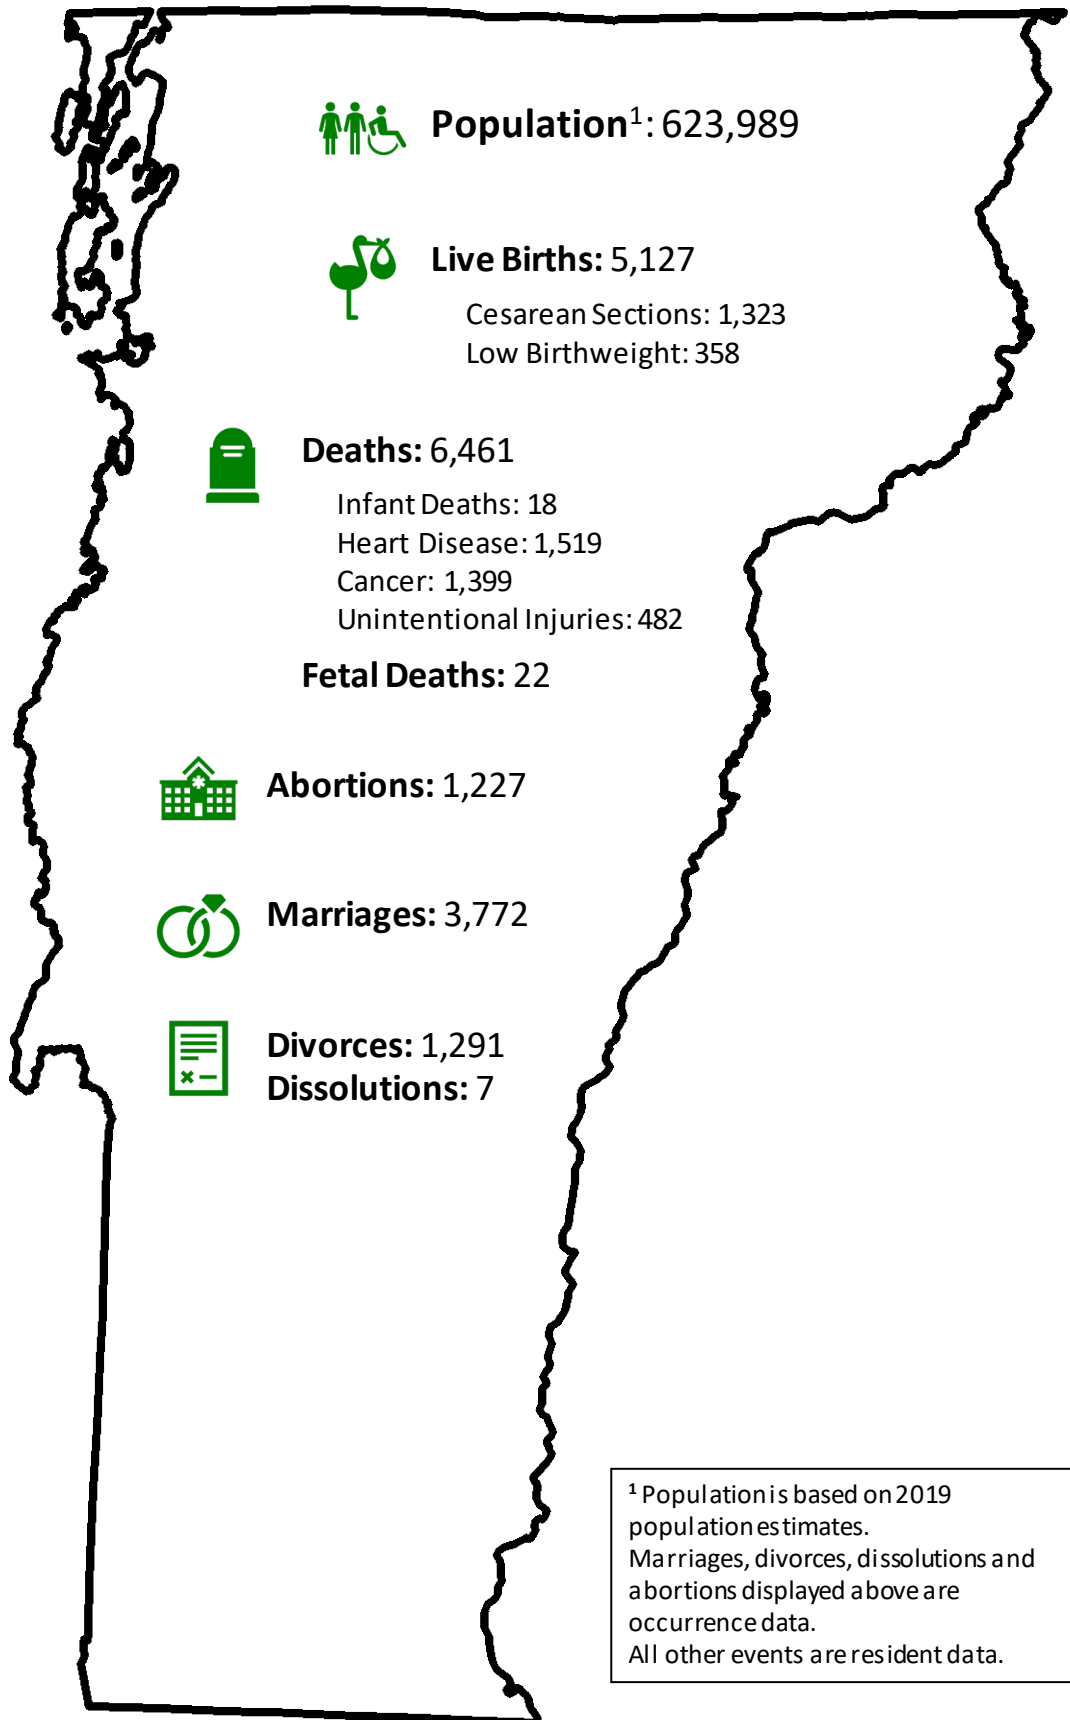 Population¹: 623,989
Live Births: 5,127
Cesarean Sections: 1,323
Low Birthweight: 358
Deaths: 6,461
Infant Deaths: 18
Heart Disease: 1,519
Cancer: 1,399
Unintentional Injuries: 482
Fetal Deaths: 22
Abortions: 1,227
Marriages: 3,772
Divorces: 1,291
Dissolutions: 7
¹ Population is based on 2019
population estimates.
Marriages, divorces, dissolutions and
abortions displayed above are
occurrence data.
All other events are resident data.